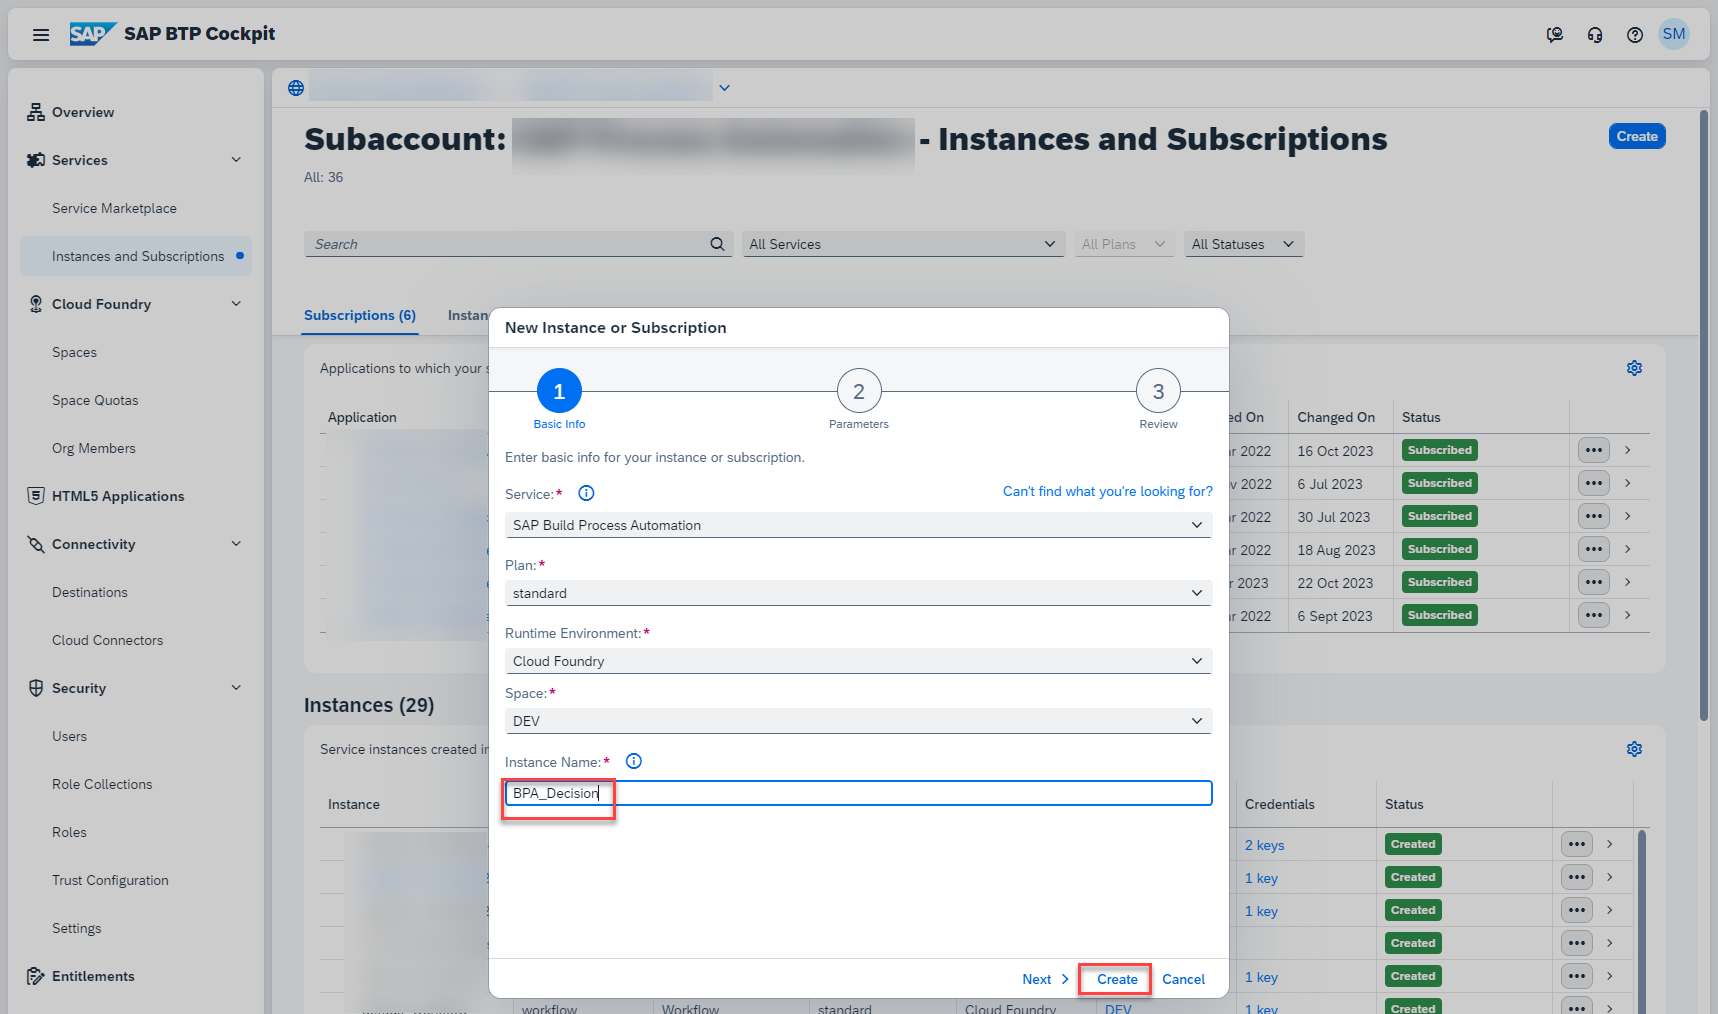 SAP SAP BTP Cockpit
SM
Overview
Services
Service Marketplace
Instances and Subscriptions
Cloud Foundry
Spaces
Space Quotas
Org Members
HTML5 Applications
Connectivity
Destinations
Cloud Connectors
Security
Users
Role Collections
Roles
Trust Configuration
Settings
Entitlements
Subaccount: - Instances and Subscriptions
Create
All: 36
Search
All Services
All Plans
All Statuses
Subscriptions (6)
Applications to which your
Application
Changed On
Status
2022 16 Oct 2023 Subscribed
2022 6 Jul 2023 Subscribed
2022 30 Jul 2023 Subscribed
2022 18 Aug 2023 Subscribed
2023 22 Oct 2023 Subscribed
2022 6 Sept 2023 Subscribed
Instances (29)
Service instances created
Instance
Credentials
Status
2 keys Created
1 key Created
1 key Created
Created
1 key Created
workflow Workflow standard Cloud Foundry DEV 1 key Created
New Instance or Subscription
1 2 3
Basic Info Parameters Review
Enter basic info for your instance or subscription.
Service:*
Can't find what you're looking for?
SAP Build Process Automation
Plan:*
standard
Runtime Environment:*
Cloud Foundry
Space:*
DEV
Instance Name:*
BPA_Decision
Next Create Cancel